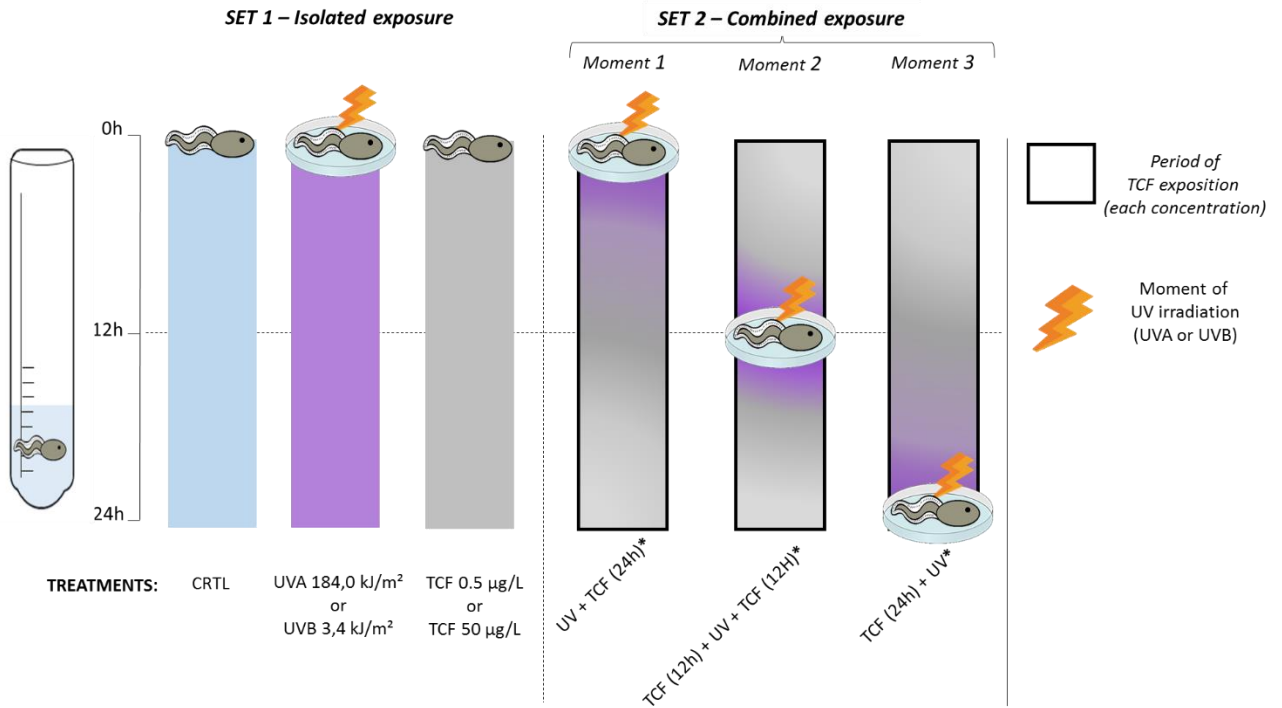 SET 1 – Isolated exposure
SET 2 – Combined exposure
Moment 1
Moment 2
Moment 3
0h
12h
24h
Period of
TCF exposition
(each concentration)
Moment of
UV irradiation
(UVA or UVB)
TREATMENTS:
CRTL
UVA 184,0 kJ/m²
or
UVB 3,4 kJ/m²
TCF 0.5 µg/L
or
TCF 50 µg/L
UV + TCF (24h)*
TCF (12h) + UV + TCF (12H)*
TCF (24h) + UV*